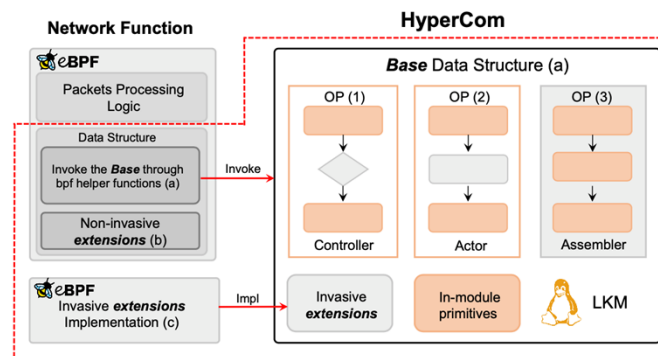 Network Function
HyperCom
eBPF
Packets Processing
Logic
Data Structure
Invoke the Base through
bpf helper functions (a)
Non-invasive
extensions (b)
Invoke
eBPF
Invasive extensions
Implementation (c)
Impl
Base Data Structure (a)
OP (1)
Controller
OP (2)
Actor
OP (3)
Assembler
Invasive
extensions
In-module
primitives
LKM